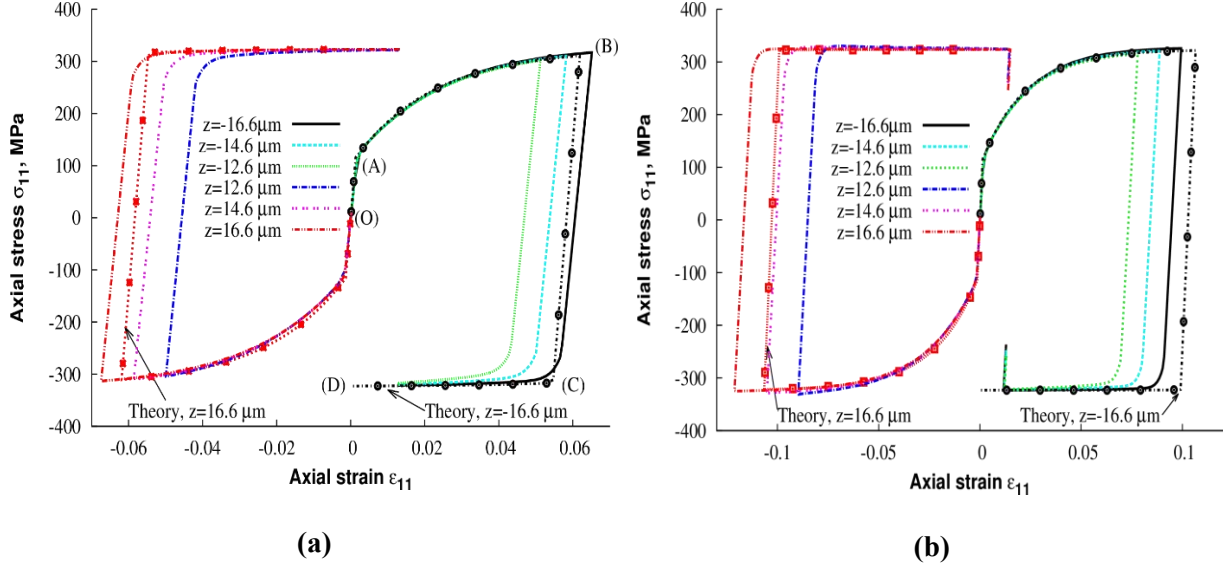 400
300
200
100
0
-100
-200
-300
-400
Axial stress σ11, MPa
-0.06
-0.04
-0.02
0
0.02
0.04
0.06
Axial strain ε11
z=-16.6μm
z=-14.6 μm
z=-12.6 μm
z=12.6 μm
z=14.6 μm
z=16.6 μm
(A)
(B)
(O)
(C)
(D)
Theory, z=16.6 μm
Theory, z=-16.6 μm
(a)
400
300
200
100
0
-100
-200
-300
-400
Axial stress σ11, MPa
-0.1
-0.05
0
0.05
0.1
Axial strain ε11
z=-16.6μm
z=-14.6
z=-12.6 μm
z=12.6 μm
z=14.6 μm
z=16.6 μm
Theory, z=16.6 μm
Theory, z=-16.6 μm
(b)